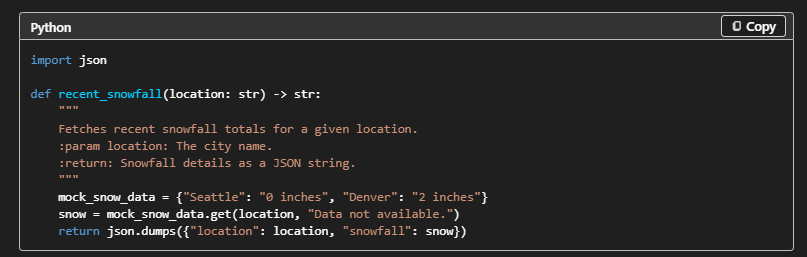 Python
Copy
import json
def recent_snowfall(location: str) -> str:
    """
    Fetches recent snowfall totals for a given location.
    :param location: The city name.
    :return: Snowfall details as a JSON string.
    """
    mock_snow_data = {"Seattle": "0 inches", "Denver": "2 inches"}
    snow = mock_snow_data.get(location, "Data not available.")
    return json.dumps({"location": location, "snowfall": snow})